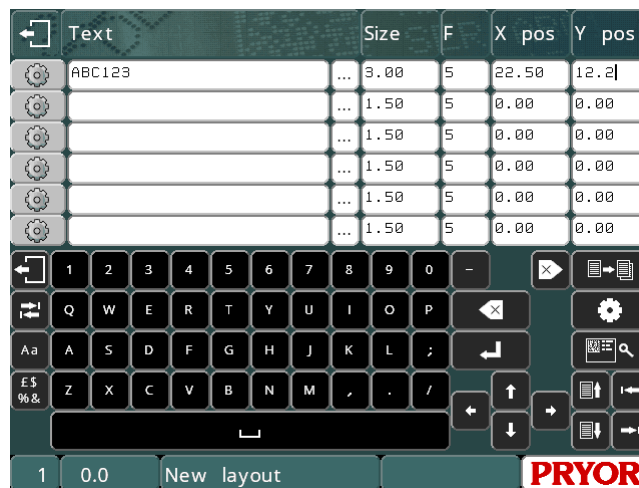 Text Size F X pos Y pos
ABC123 ... 3.00 5 22.50 12.2
... 1.50 5 0.00 0.00
... 1.50 5 0.00 0.00
... 1.50 5 0.00 0.00
... 1.50 5 0.00 0.00
... 1.50 5 0.00 0.00
1 2 3 4 5 6 7 8 9 0 -
Q W E R T Y U I O P
Aa A S D F G H J K L ;
£$
%& Z X C V B N M , . /
1 0.0 New layout PRYOR